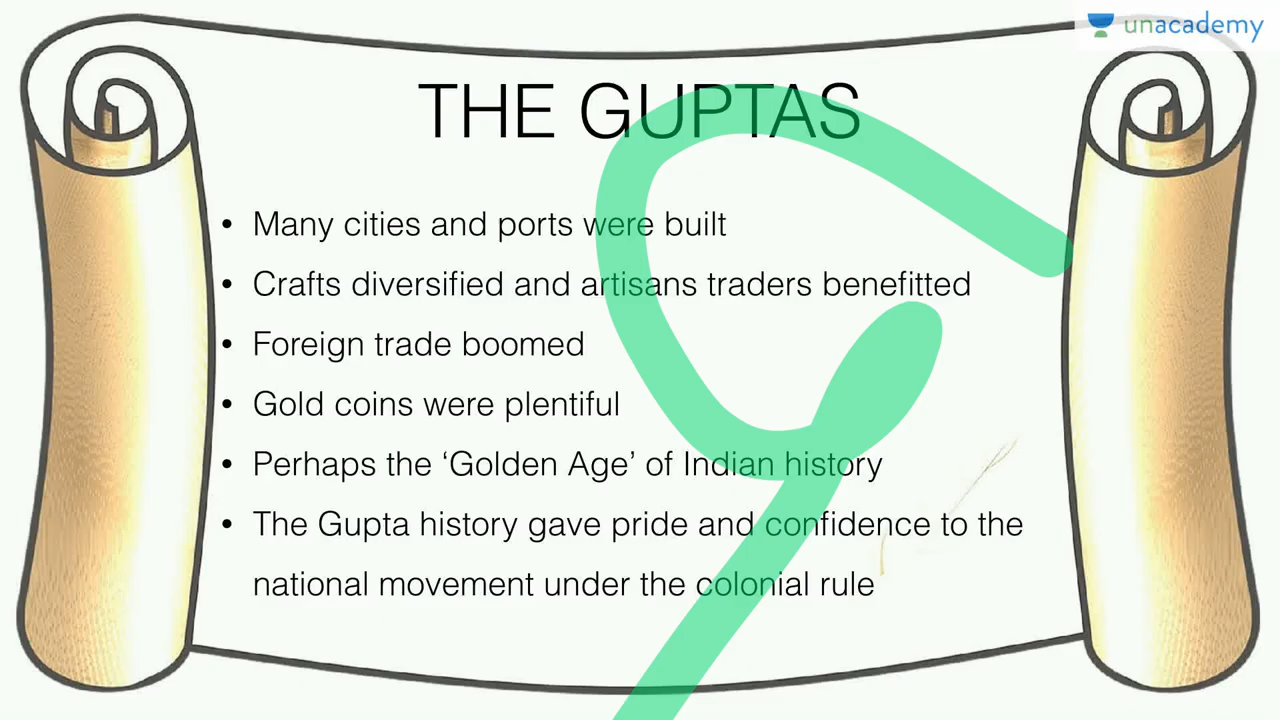 unacademy
THE GUPTAS
• Many cities and ports were built
• Crafts diversified and artisans traders benefitted
• Foreign trade boomed
• Gold coins were plentiful
• Perhaps the ‘Golden Age’ of Indian history
• The Gupta history gave pride and confidence to the
national movement under the colonial rule